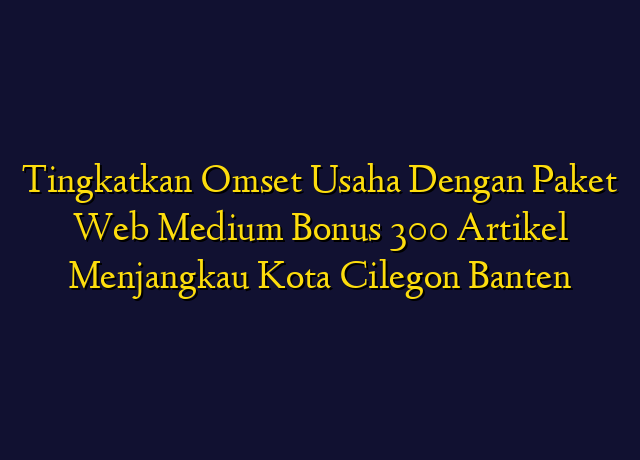 Tingkatkan Omset Usaha Dengan Paket
Web Medium Bonus 300 Artikel
Menjangkau Kota Cilegon Banten